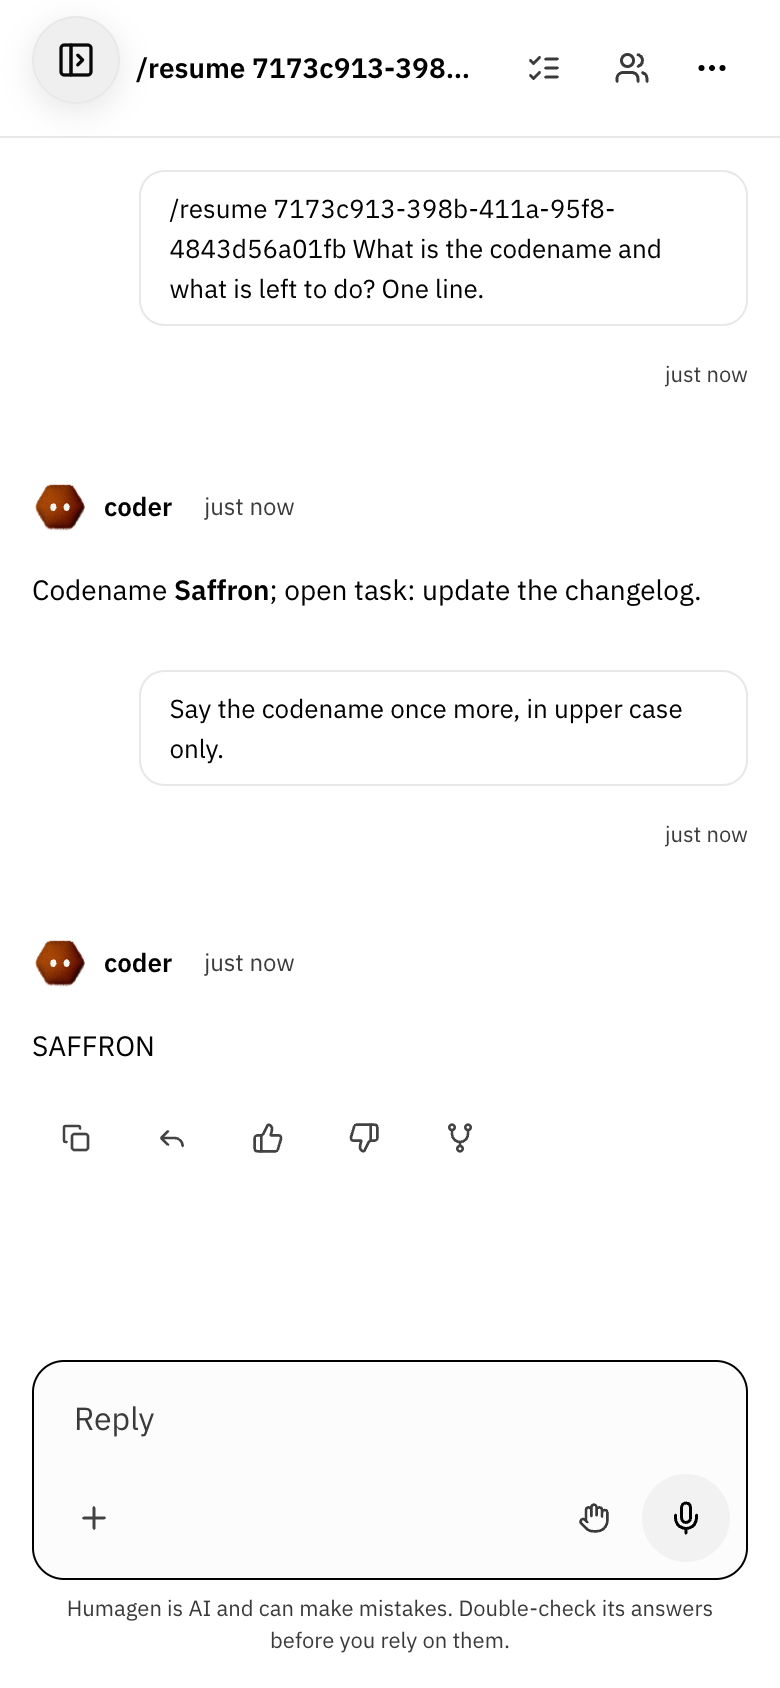 /resume 7173c913-398...
/resume 7173c913-398b-411a-95f8-
4843d56a01fb What is the codename and
what is left to do? One line.
just now
coder just now
Codename Saffron; open task: update the changelog.
Say the codename once more, in upper case
only.
just now
coder just now
SAFFRON
Reply
Humagen is AI and can make mistakes. Double-check its answers
before you rely on them.